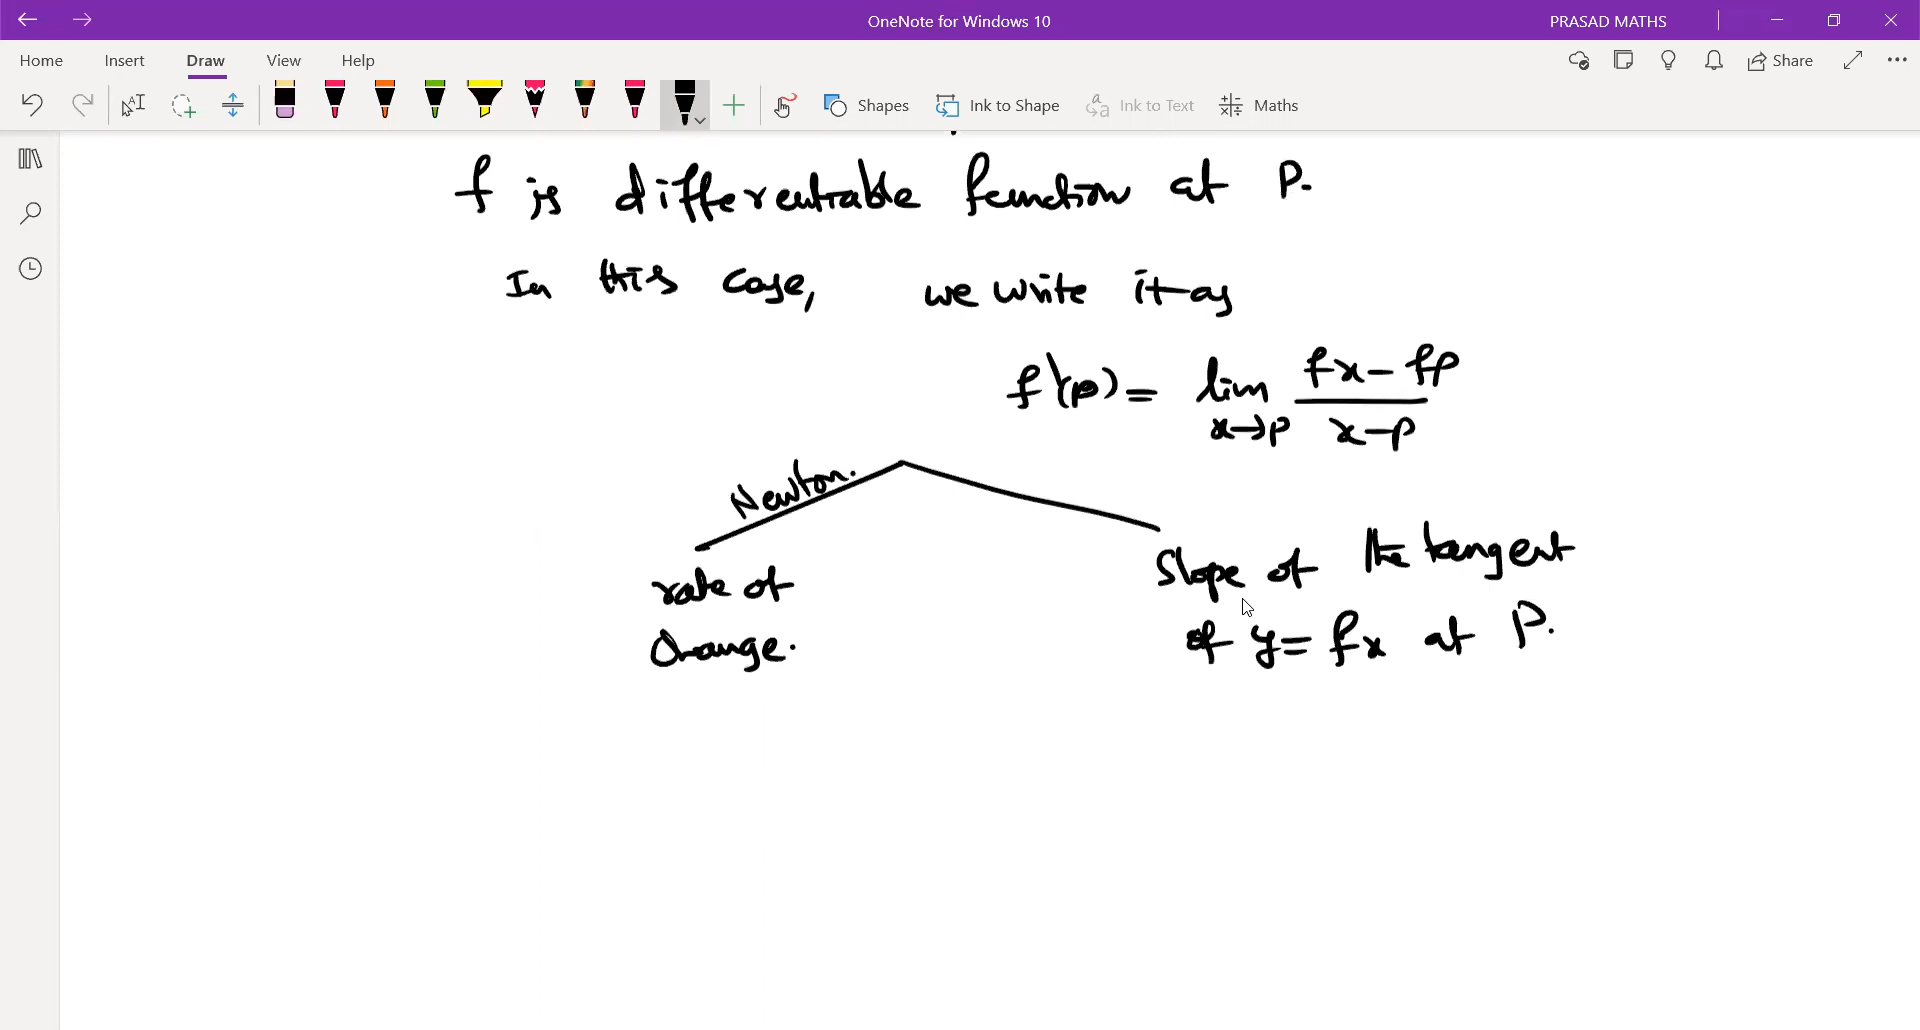 OneNote for Windows 10
PRASAD MATHS
Home Insert Draw View Help
Share
Shapes Ink to Shape Ink to Text Maths
f is differentiable function at P.
In this case, we write it as
f'(p) = lim x→p fx - fp / x - p
Newton.
rate of
change.
Slope of the tangent
of y = fx at P.